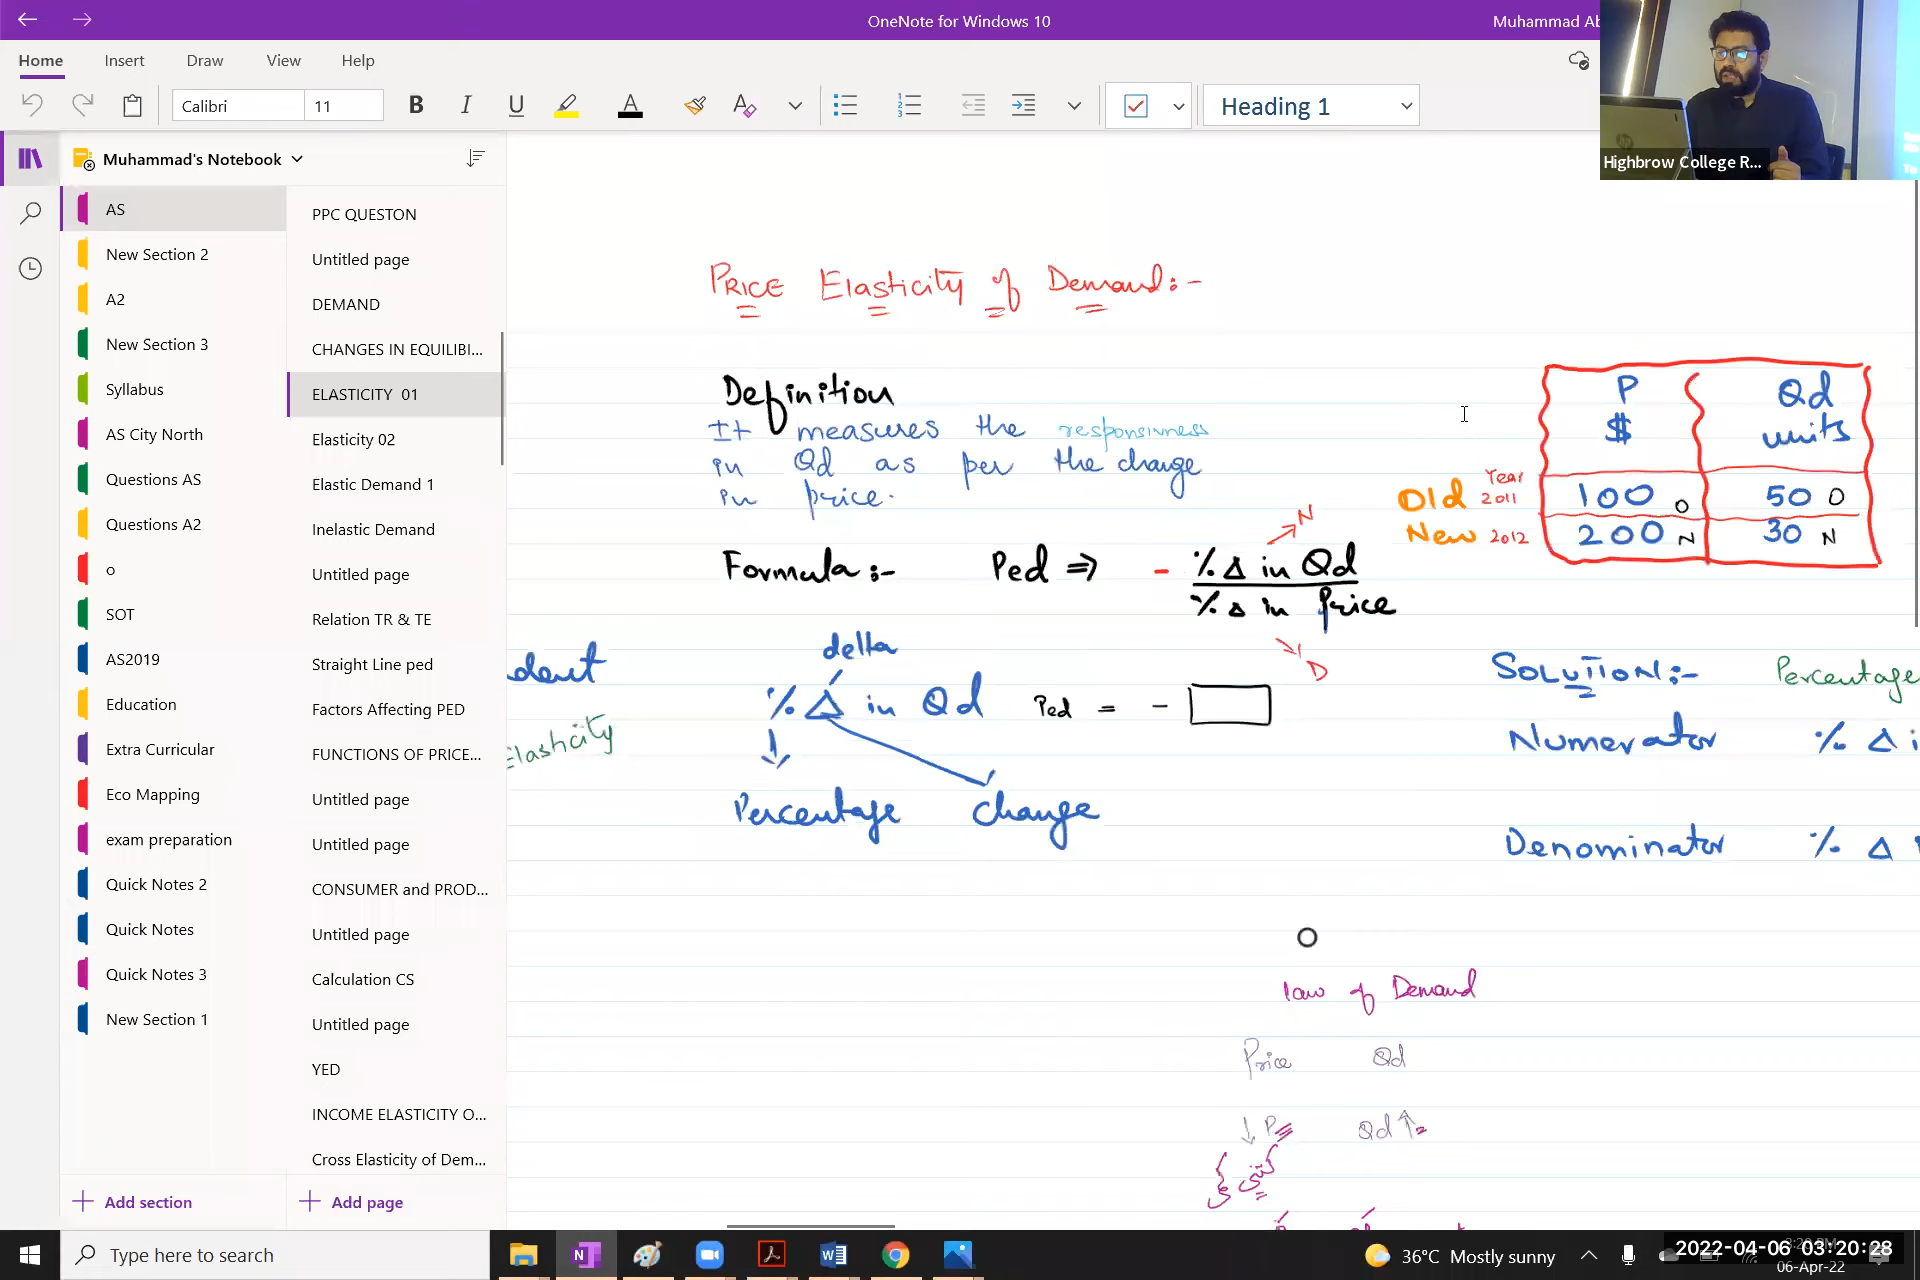 OneNote for Windows 10
Muhammad Ab
Home Insert Draw View Help
Calibri 11 B I U A Heading 1
Highbrow College R...
Muhammad's Notebook
AS
New Section 2
A2
New Section 3
Syllabus
AS City North
Questions AS
Questions A2
o
SOT
AS2019
Education
Extra Curricular
Eco Mapping
exam preparation
Quick Notes 2
Quick Notes
Quick Notes 3
New Section 1
Add section
PPC QUESTON
Untitled page
DEMAND
CHANGES IN EQUILIBI...
ELASTICITY 01
Elasticity 02
Elastic Demand 1
Inelastic Demand
Untitled page
Relation TR & TE
Straight Line ped
Factors Affecting PED
FUNCTIONS OF PRICE...
Untitled page
Untitled page
CONSUMER and PROD...
Untitled page
Calculation CS
Untitled page
YED
INCOME ELASTICITY O...
Cross Elasticity of Dem...
Add page
PRICE Elasticity of Demand:-
Definition
It measures the responsivness
in Qd as per the change
in price.
P Qd
$ units
Old Year 2011 100 O 50 O
New 2012 200 N 30 N
Formula:- Ped ⇒ - % Δ in Qd
% Δ in Price
N
D
dent
Elasticity
delta
% Δ in Qd Ped = -
Percentage change
SOLUTION:- Percentage
Numerator % Δ i
Denominator % Δ
law of Demand
Price Qd
↓ P Qd ↑
کتنی
Type here to search
36°C Mostly sunny
2022-04-06 03:20:28
06-Apr-22